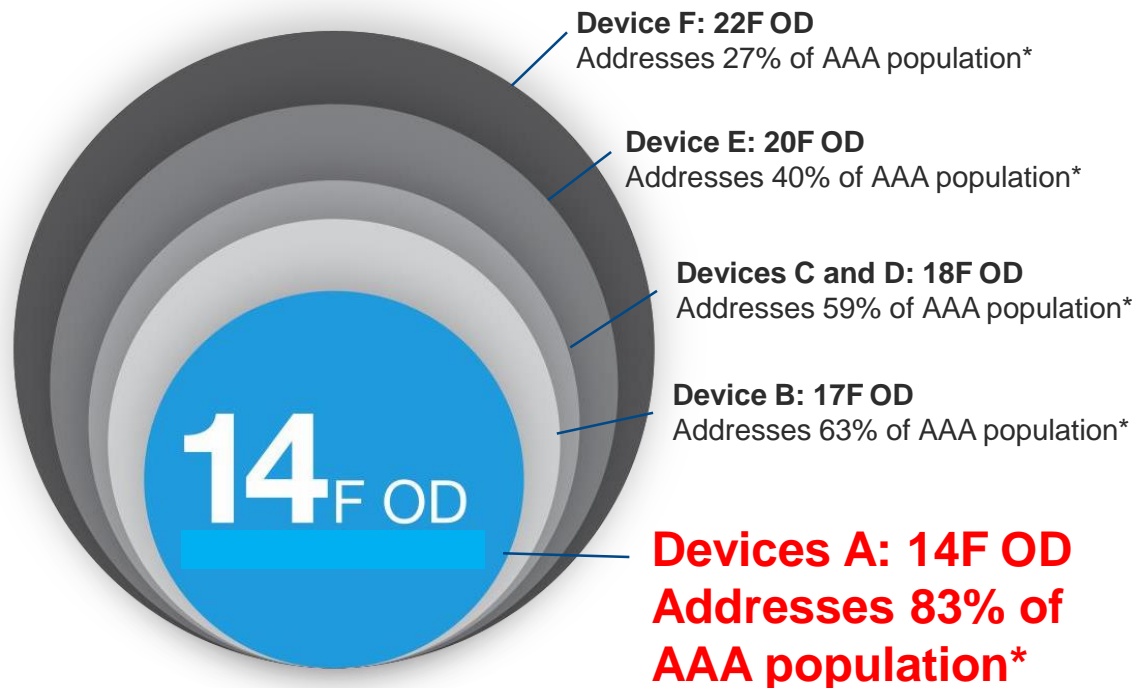 Device F: 22F OD
Addresses 27% of AAA population*
Device E: 20F OD
Addresses 40% of AAA population*
Devices C and D: 18F OD
Addresses 59% of AAA population*
Device B: 17F OD
Addresses 63% of AAA population*
14F OD
Devices A: 14F OD
Addresses 83% of
AAA population*